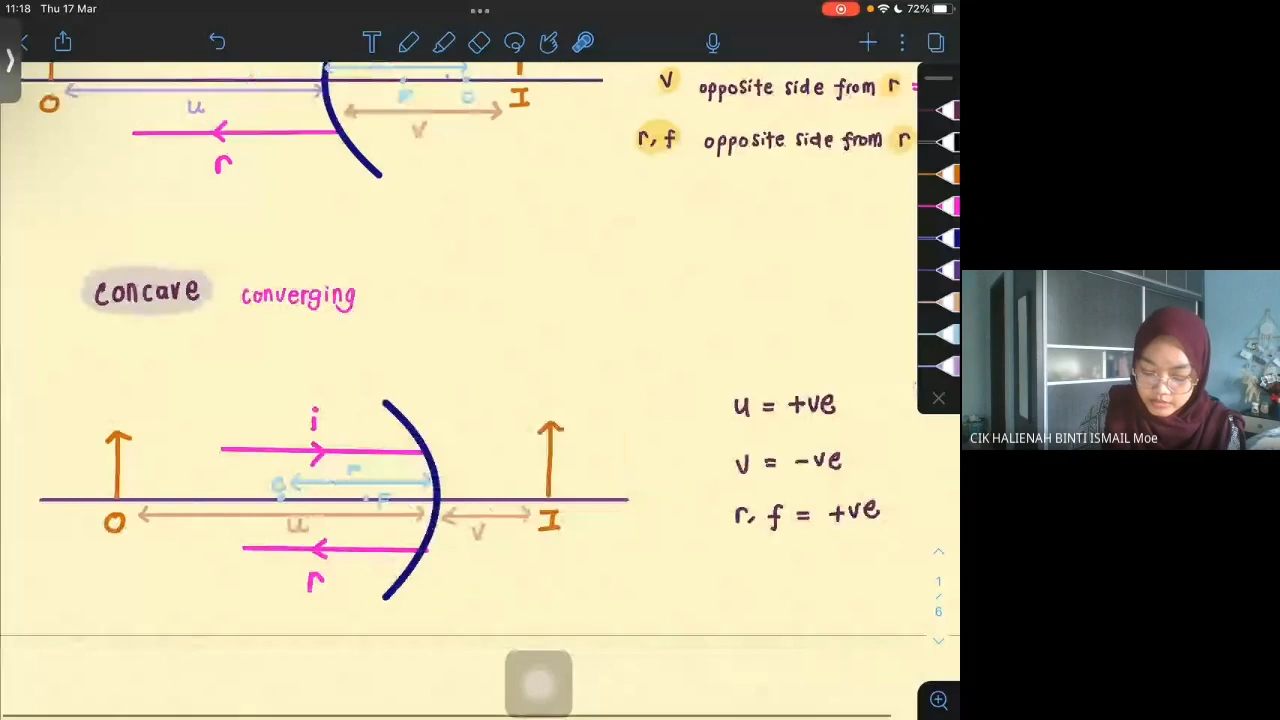 11:18 Thu 17 Mar
72%
O
u
F
C
I
v
r
v opposite side from r =
r, f opposite side from r
concave converging
i
r
C
F
O
u
v
I
r
u = +ve
v = -ve
r, f = +ve
1
/
6
CIK HALIENAH BINTI ISMAIL Moe